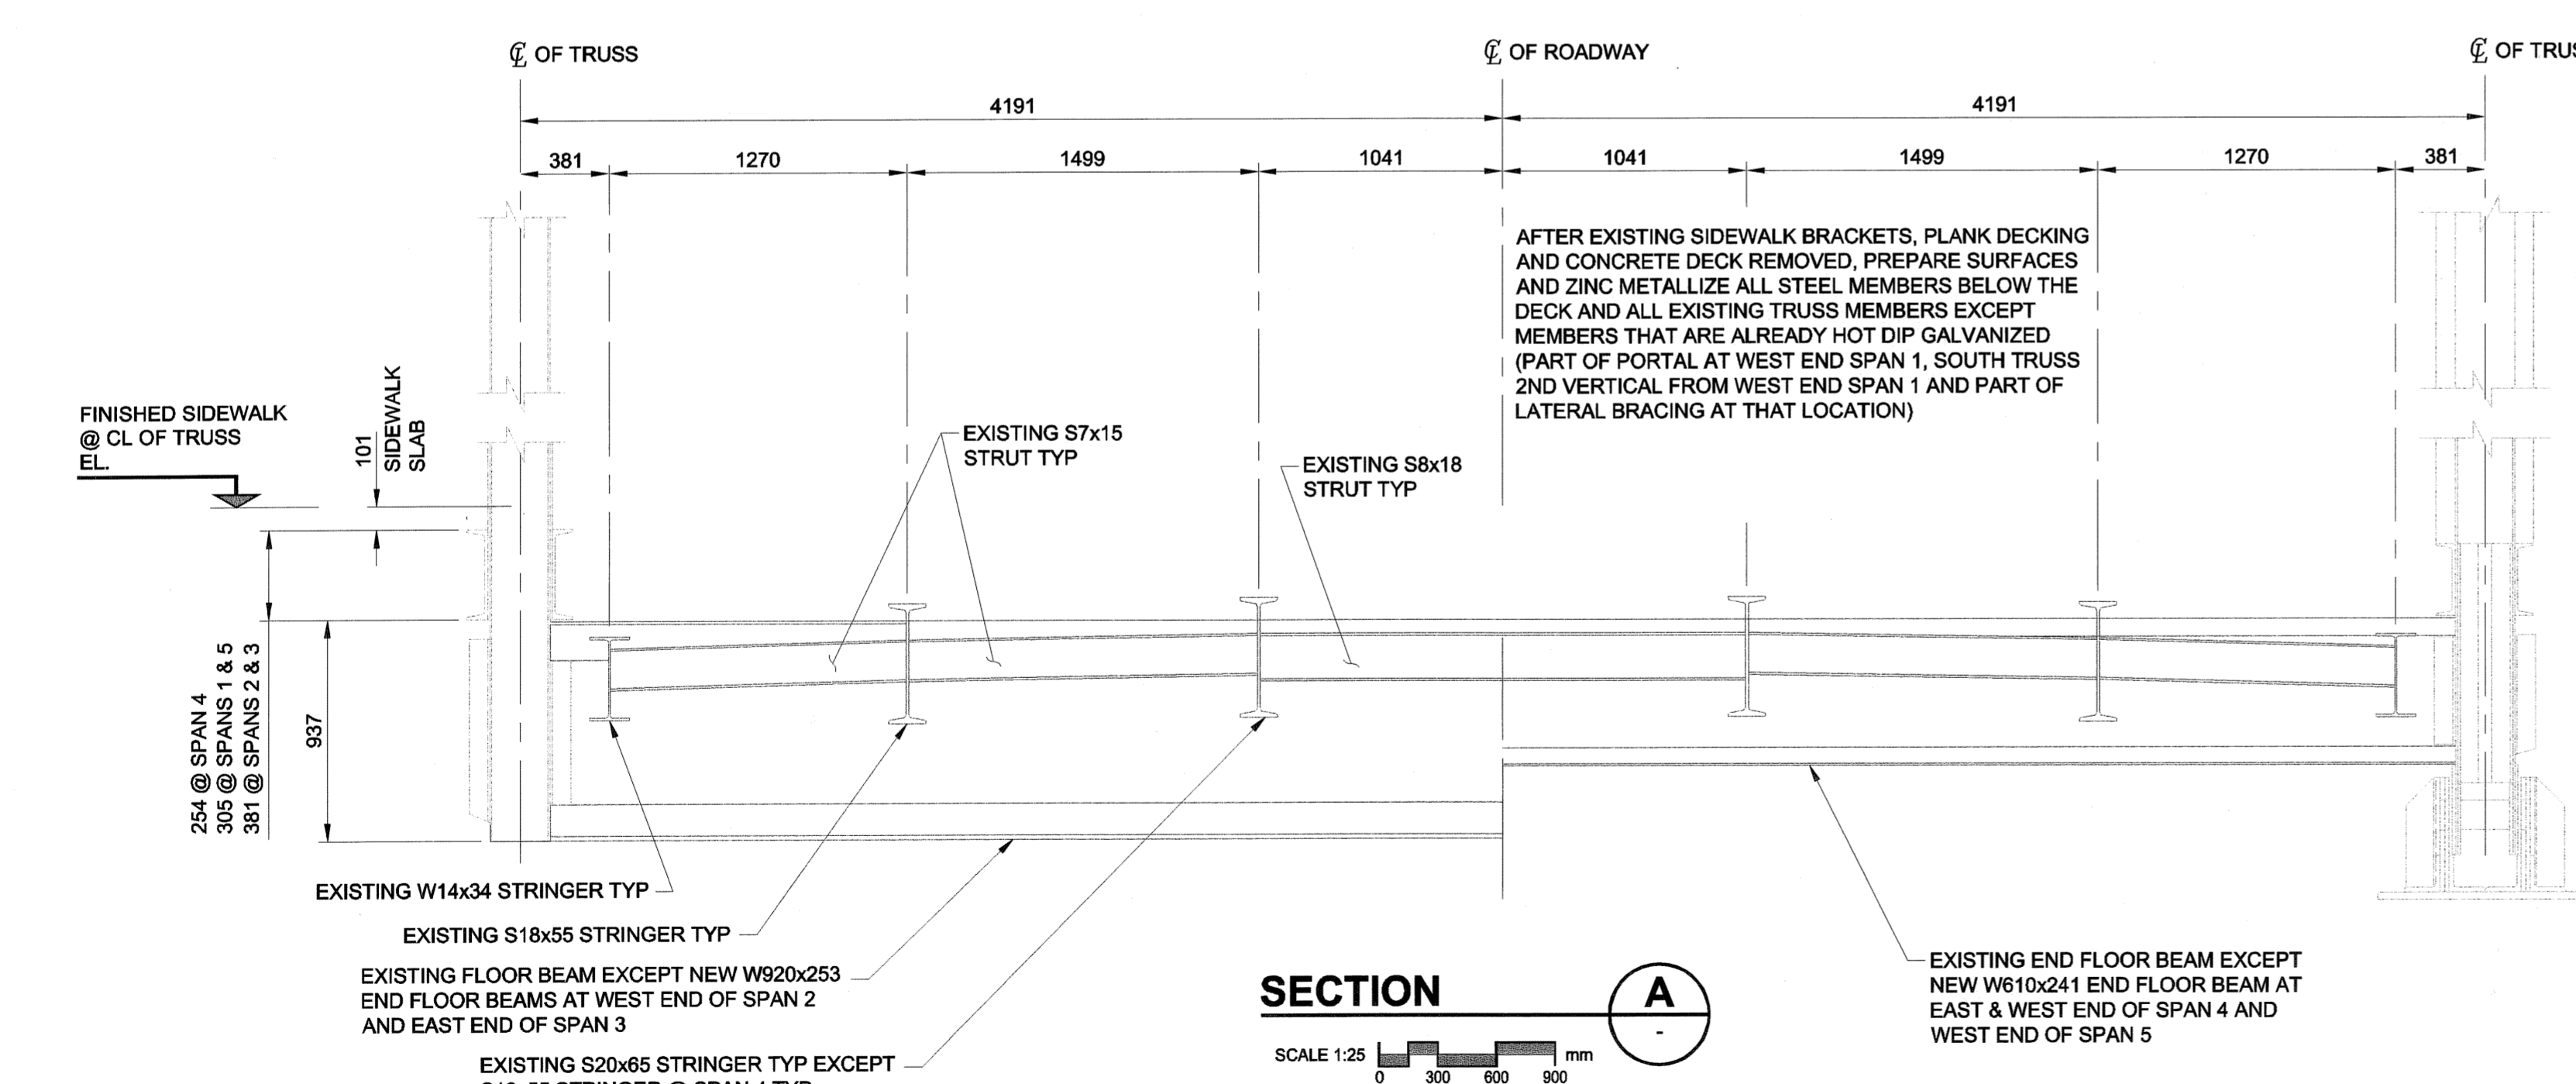 ℄ OF TRUSS
℄ OF ROADWAY
℄ OF
4191
4191
381
1270
1499
1041
1041
1499
1270
381
AFTER EXISTING SIDEWALK BRACKETS, PLANK DECKING
AND CONCRETE DECK REMOVED, PREPARE SURFACES
AND ZINC METALLIZE ALL STEEL MEMBERS BELOW THE
DECK AND ALL EXISTING TRUSS MEMBERS EXCEPT
MEMBERS THAT ARE ALREADY HOT DIP GALVANIZED
(PART OF PORTAL AT WEST END SPAN 1, SOUTH TRUSS
2ND VERTICAL FROM WEST END SPAN 1 AND PART OF
LATERAL BRACING AT THAT LOCATION)
FINISHED SIDEWALK
@ CL OF TRUSS
EL.
101
SIDEWALK
SLAB
EXISTING S7x15
STRUT TYP
EXISTING S8x18
STRUT TYP
254 @ SPAN 4
305 @ SPANS 1 & 5
381 @ SPANS 2 & 3
937
EXISTING W14x34 STRINGER TYP
EXISTING S18x55 STRINGER TYP
EXISTING FLOOR BEAM EXCEPT NEW W920x253
END FLOOR BEAMS AT WEST END OF SPAN 2
AND EAST END OF SPAN 3
EXISTING S20x65 STRINGER TYP EXCEPT
STRINGER @ SPAN 4 TYP
EXISTING END FLOOR BEAM EXCEPT
NEW W610x241 END FLOOR BEAM AT
EAST & WEST END OF SPAN 4 AND
WEST END OF SPAN 5
SECTION
A
-
SCALE 1:25
mm
0 300 600 900